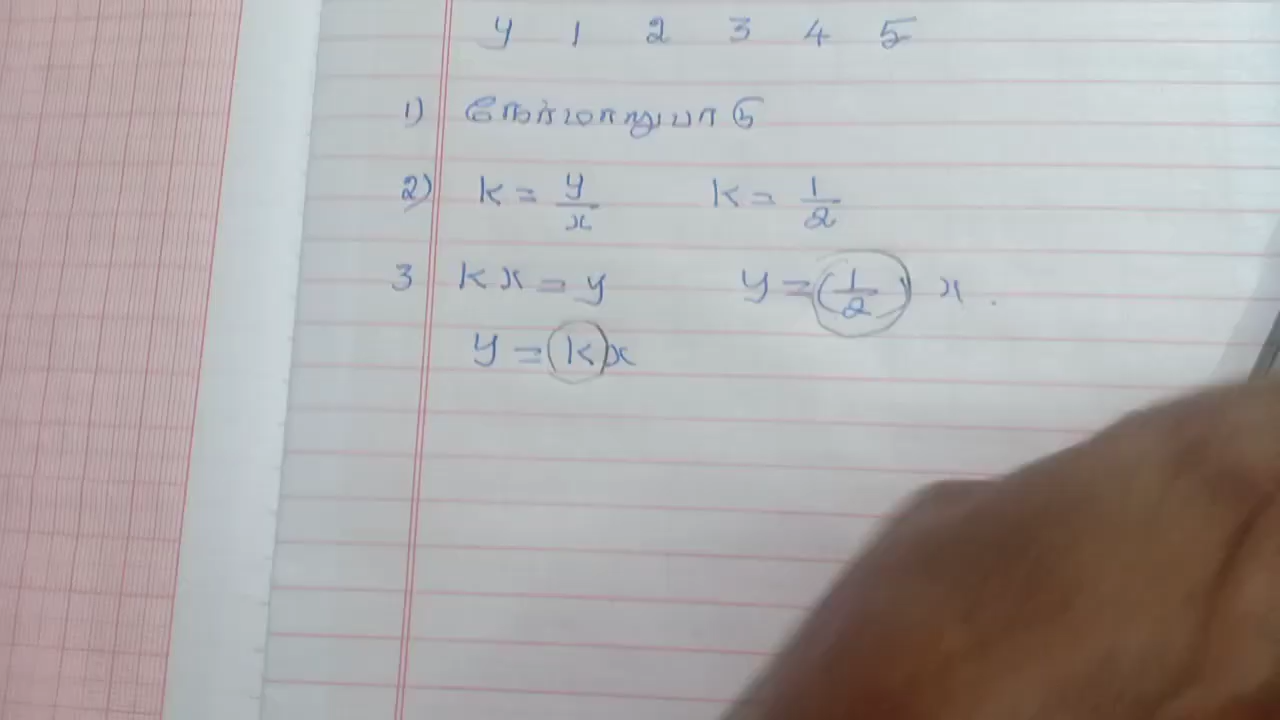 y 1 2 3 4 5
1) நேர்மாறுபாடு
2) k = y/x k = 1/2
3 kx = y y = (1/2) x .
y = (k)x